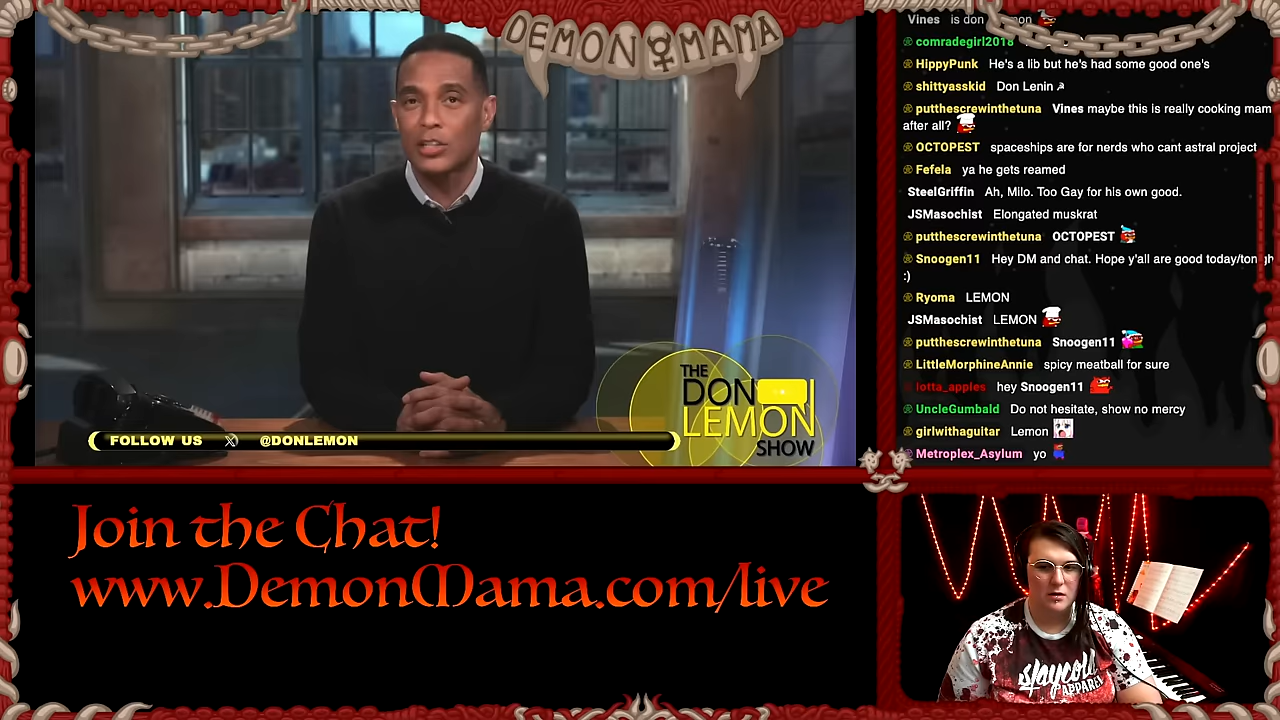 DEMON MAMA
Vines is don
comradegirl2018
HippyPunk He's a lib but he's had some good one's
shittyasskid Don Lenin ☭
putthescrewinthetuna Vines maybe this is really cooking mam
after all?
OCTOPEST spaceships are for nerds who cant astral project
Fefela ya he gets reamed
SteelGriffin Ah, Milo. Too Gay for his own good.
JSMasochist Elongated muskrat
putthescrewinthetuna OCTOPEST
Snoogen11 Hey DM and chat. Hope y'all are good today/tonigh
:)
Ryoma LEMON
JSMasochist LEMON
putthescrewinthetuna Snoogen11
LittleMorphineAnnie spicy meatball for sure
lotta_apples hey Snoogen11
UncleGumbald Do not hesitate, show no mercy
girlwithaguitar Lemon
Metroplex_Asylum yo
THE
DON
LEMON
SHOW
FOLLOW US X @DONLEMON
Join the Chat!
www.DemonMama.com/live
slaycoll
APPAREL